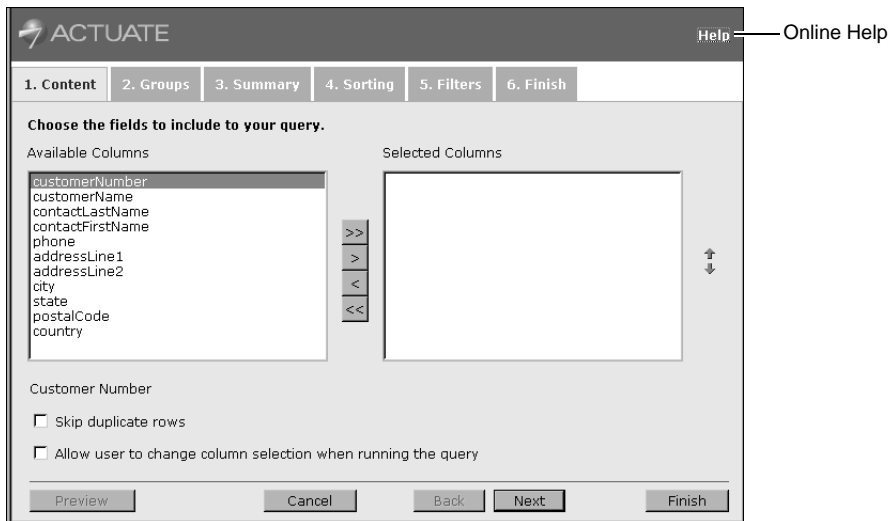 ACTUATE
Help
Online Help
1. Content 2. Groups 3. Summary 4. Sorting 5. Filters 6. Finish
Choose the fields to include to your query.
Available Columns
Selected Columns
customerNumber
customerName
contactLastName
contactFirstName
phone
addressLine1
addressLine2
city
state
postalCode
country
>>
>
<
<<
Customer Number
Skip duplicate rows
Allow user to change column selection when running the query
Preview Cancel Back Next Finish